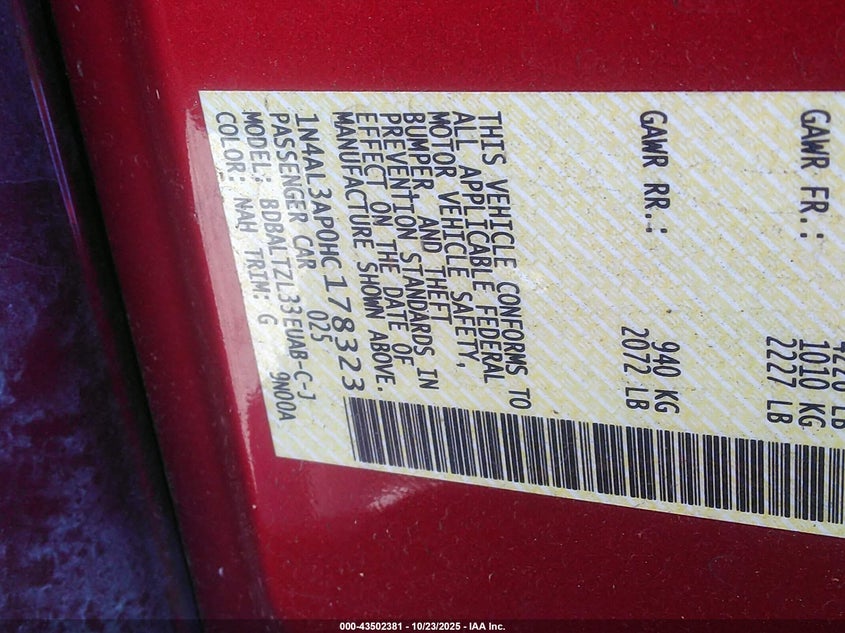 GAWR FR.: 1010 KG
2227 LB
GAWR RR.: 940 KG
2072 LB
THIS VEHICLE CONFORMS TO
ALL APPLICABLE FEDERAL
MOTOR VEHICLE SAFETY,
BUMPER, AND THEFT
PREVENTION STANDARDS IN
EFFECT ON THE DATE OF
MANUFACTURE SHOWN ABOVE.
1N4AL3AP0HC178323
PASSENGER CAR 025
MODEL: BDBALTZL33EUAB-C-J
COLOR: NAH TRIM: G 9N00A
000-43502381 - 10/23/2025 - IAA Inc.